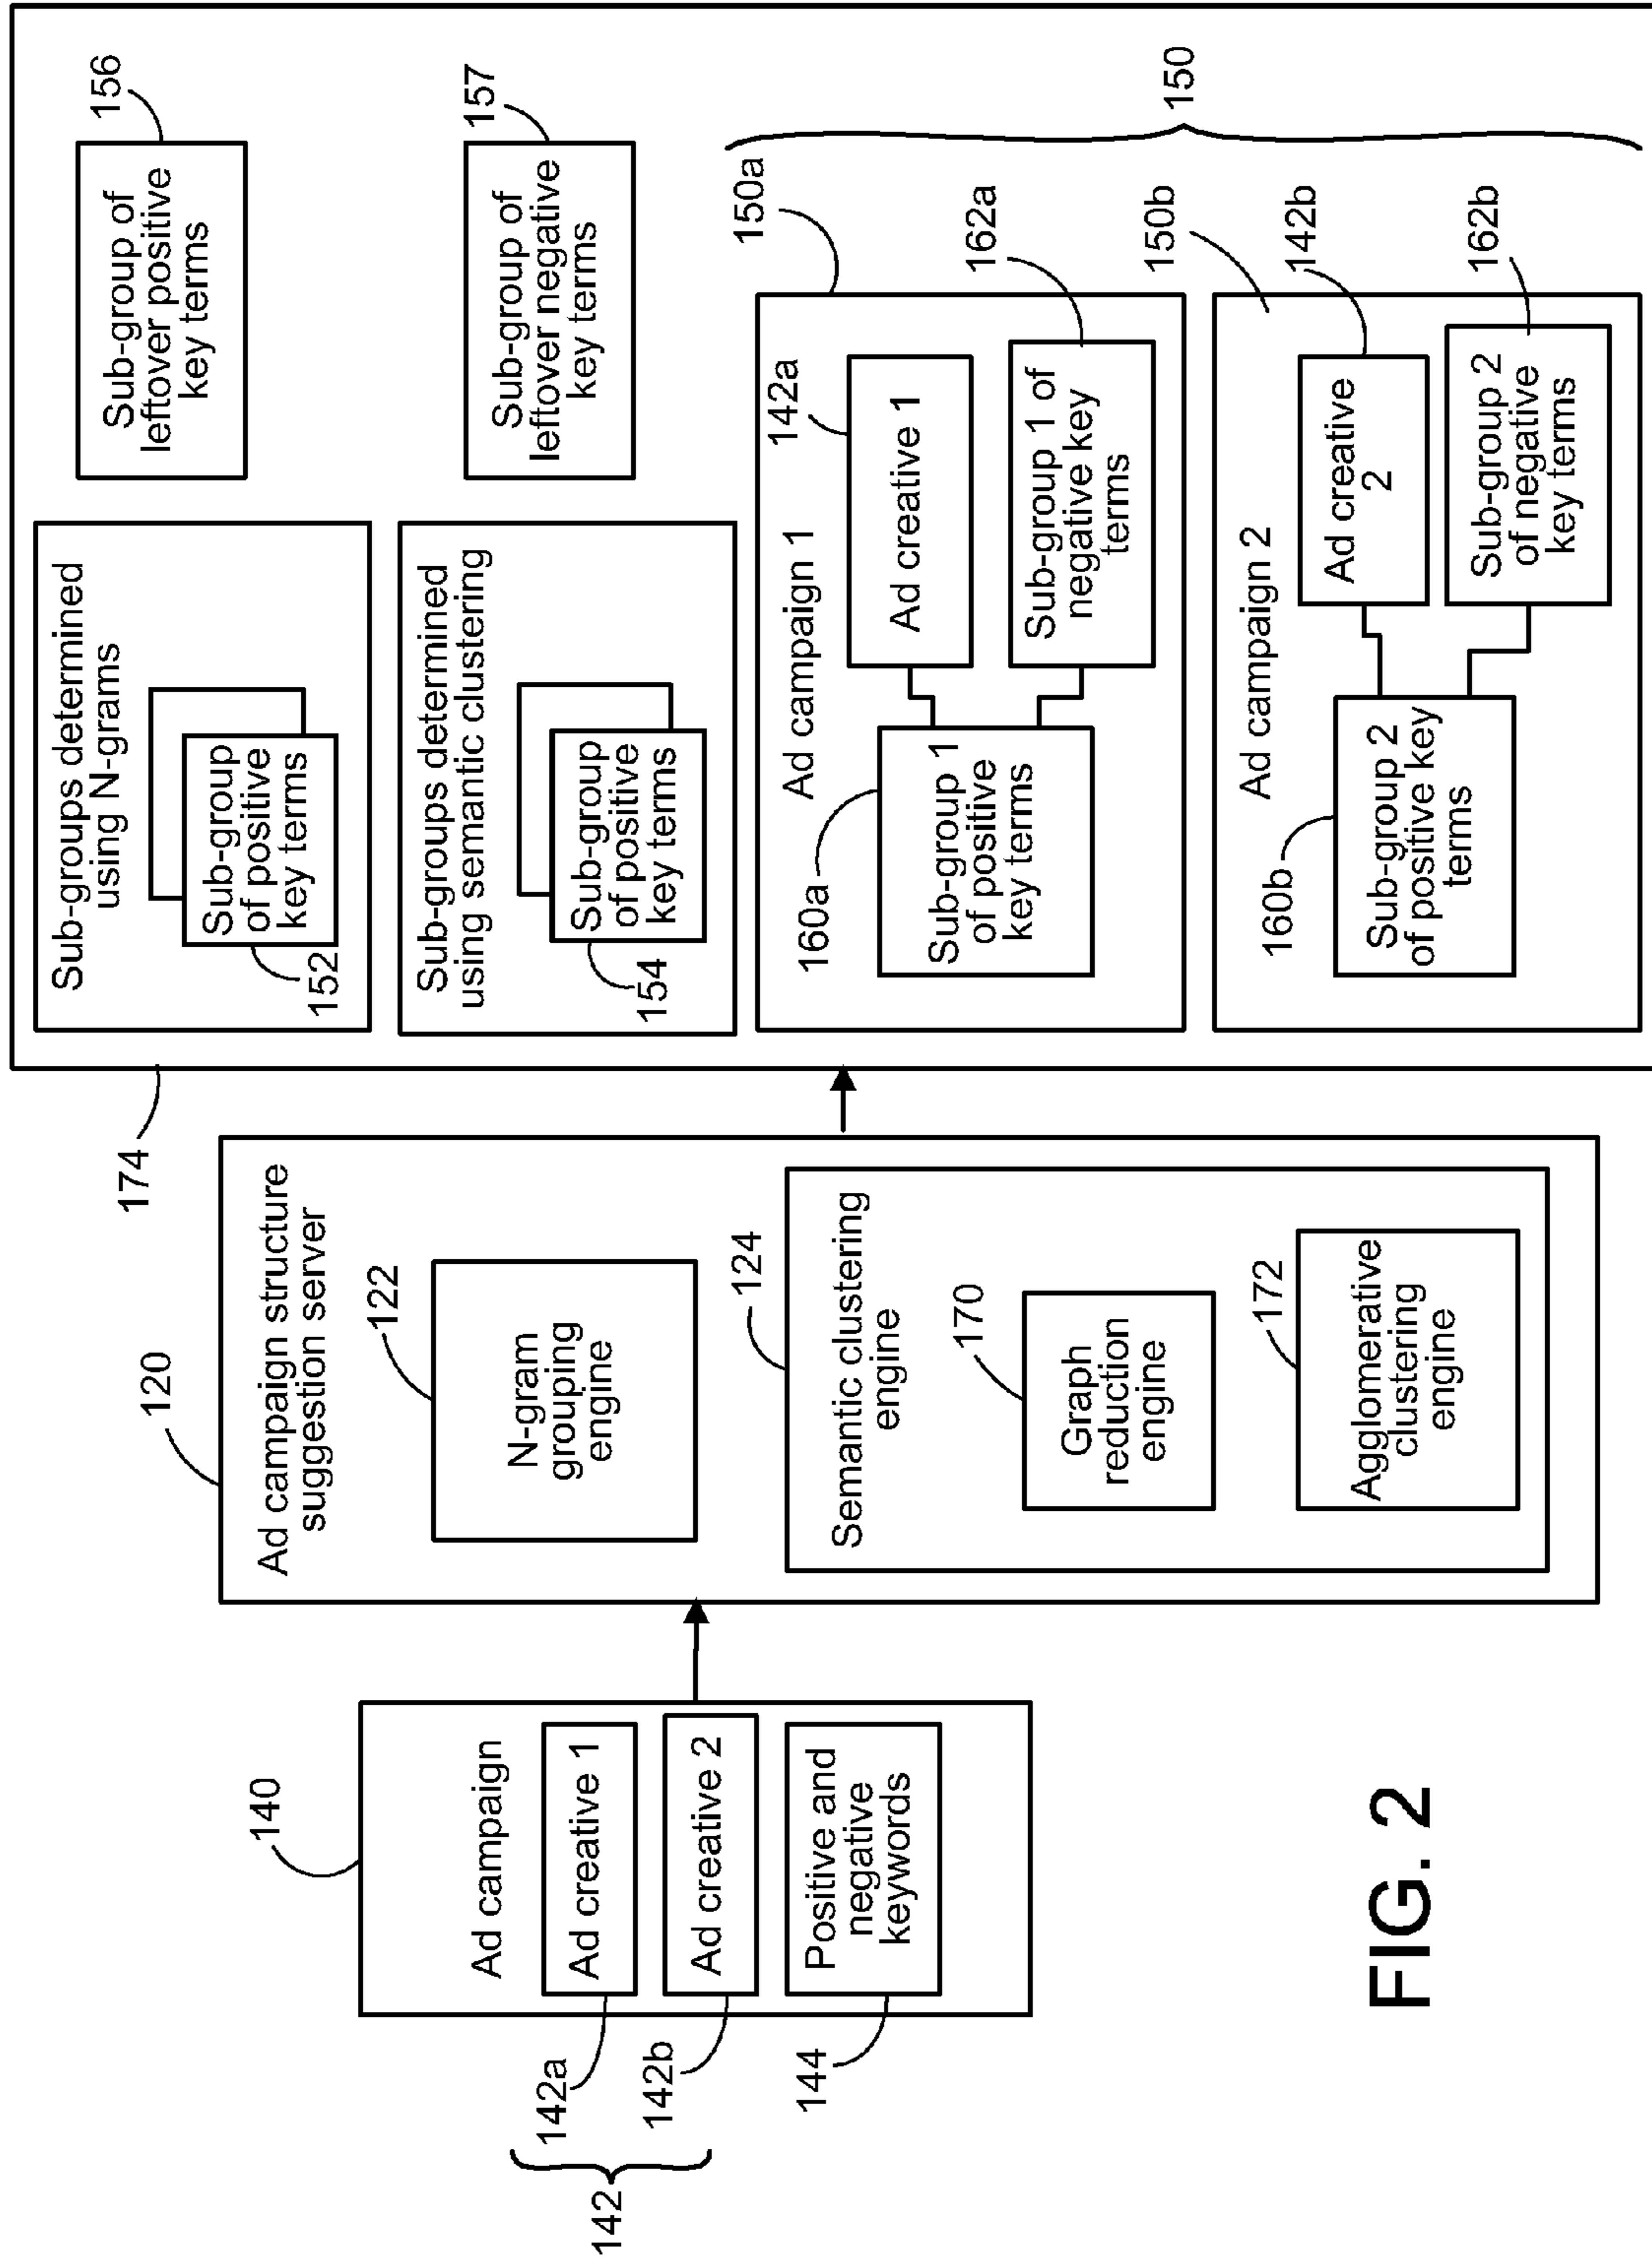 140
Ad campaign
Ad creative 1
Ad creative 2
Positive and
negative
keywords
142a
142b
142
144
120
Ad campaign structure
suggestion server
122
N-gram
grouping
engine
124
Semantic clustering
engine
170
Graph
reduction
engine
172
Agglomerative
clustering
engine
174
Sub-groups determined
using N-grams
Sub-group
of positive
key terms
152
Sub-group of
leftover positive
key terms
156
Sub-groups determined
using semantic clustering
Sub-group
of positive
key terms
154
Sub-group of
leftover negative
key terms
157
150a
Ad campaign 1
142a
Ad creative 1
160a
Sub-group 1
of positive
key terms
Sub-group 1 of
negative key
terms
162a
150
150b
Ad campaign 2
142b
Ad creative
2
160b
Sub-group 2
of positive key
terms
Sub-group 2
of negative
key terms
162b
FIG. 2